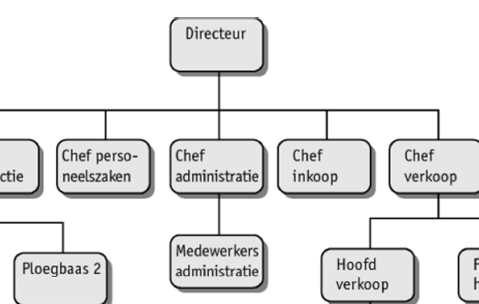 Directeur
ctie
Chef perso-
neelszaken
Chef
administratie
Chef
inkoop
Chef
verkoop
Ploegbaas 2
Medewerkers
administratie
Hoofd
verkoop